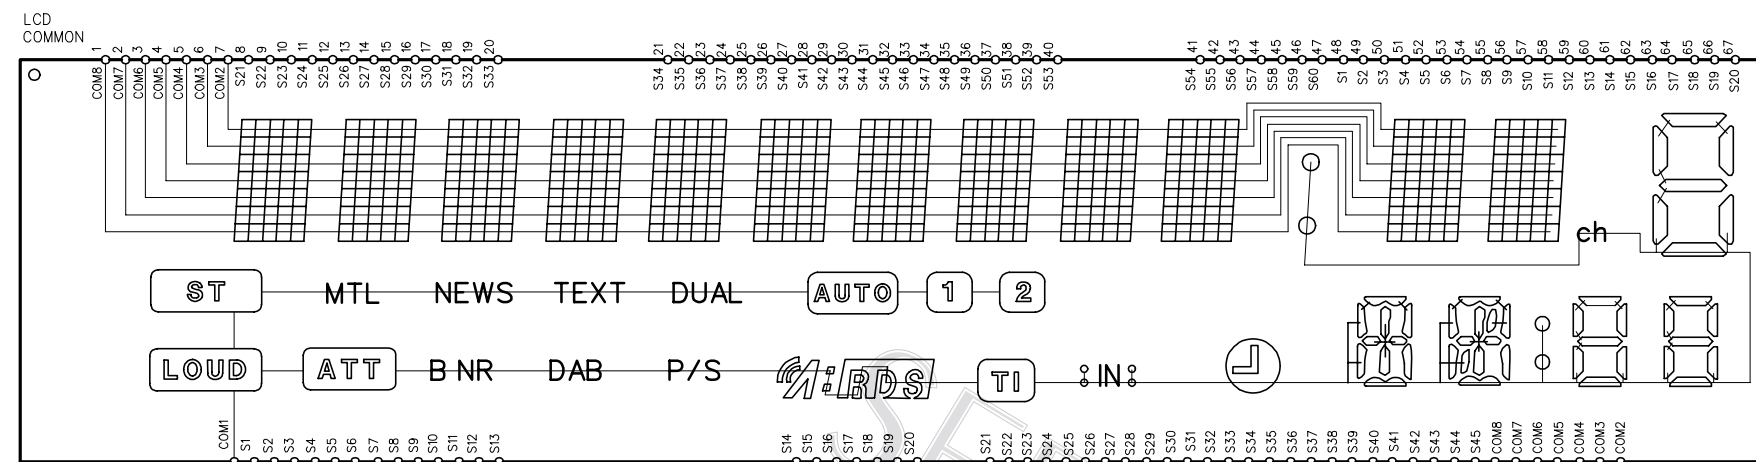 LCD
COMMON
1 2 3 4 5 6 7 8 9 10 11 12 13 14 15 16 17 18 19 20 21 22 23 24 25 26 27 28 29 30 31 32 33 34 35 36 37 38 39 40 41 42 43 44 45 46 47 48 49 50 51 52 53 54 55 56 57 58 59 60 61 62 63 64 65 66 67
COM8 COM7 COM6 COM5 COM4 COM3 COM2 S21 S22 S23 S24 S25 S26 S27 S28 S29 S30 S31 S32 S33 S34 S35 S36 S37 S38 S39 S40 S41 S42 S43 S44 S45 S46 S47 S48 S49 S50 S51 S52 S53 S54 S55 S56 S57 S58 S59 S60 S1 S2 S3 S4 S5 S6 S7 S8 S9 S10 S11 S12 S13 S14 S15 S16 S17 S18 S19 S20
ch
ST MTL NEWS TEXT DUAL AUTO 1 2
LOUD ATT B NR DAB P/S RDS TI IN
COM1 S1 S2 S3 S4 S5 S6 S7 S8 S9 S10 S11 S12 S13 S14 S15 S16 S17 S18 S19 S20 S21 S22 S23 S24 S25 S26 S27 S28 S29 S30 S31 S32 S33 S34 S35 S36 S37 S38 S39 S40 S41 S42 S43 S44 S45 COM8 COM7 COM6 COM5 COM4 COM3 COM2